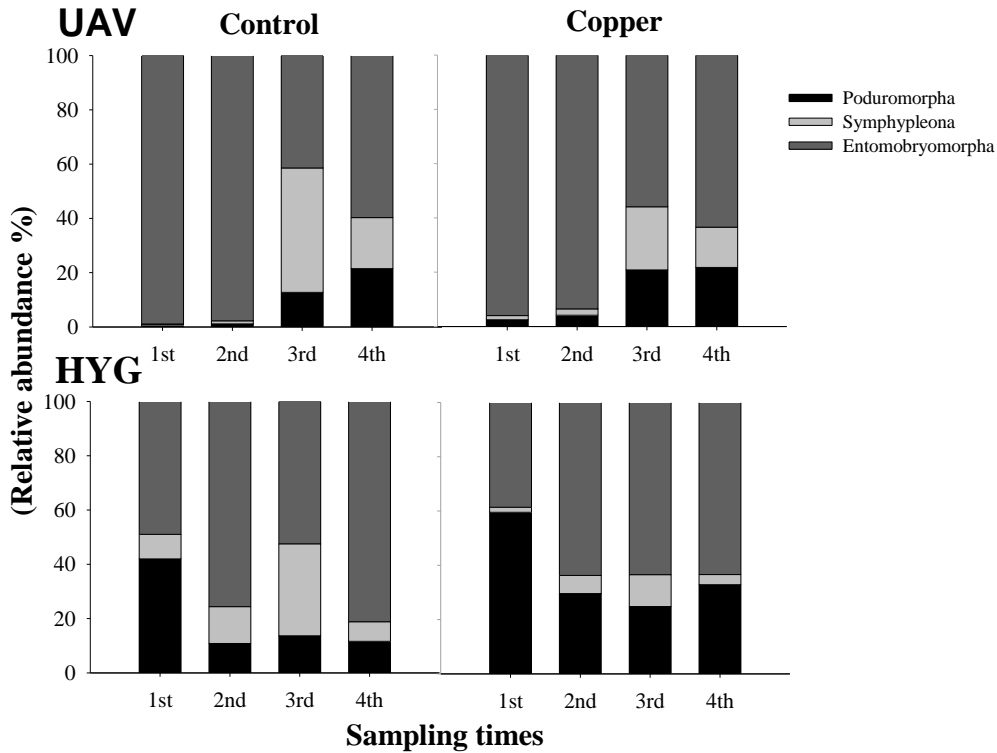 UAV
Control
Copper
100
80
60
40
20
0
1st 2nd 3rd 4th
1st 2nd 3rd 4th
Poduromorpha
Symphypleona
Entomobryomorpha
(Relative abundance %)
HYG
100
80
60
40
20
0
1st 2nd 3rd 4th
1st 2nd 3rd 4th
Sampling times